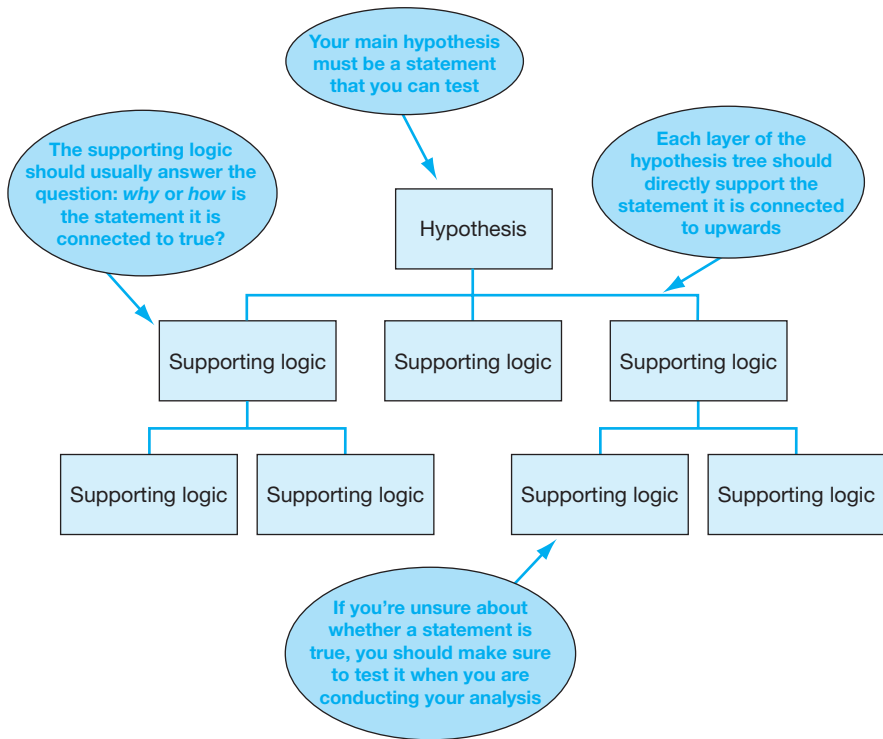 Your main hypothesis
must be a statement
that you can test
The supporting logic
should usually answer the
question: why or how is
the statement it is
connected to true?
Each layer of the
hypothesis tree should
directly support the
statement it is connected
to upwards
Hypothesis
Supporting logic
Supporting logic
Supporting logic
Supporting logic
Supporting logic
Supporting logic
Supporting logic
If you’re unsure about
whether a statement is
true, you should make sure
to test it when you are
conducting your analysis